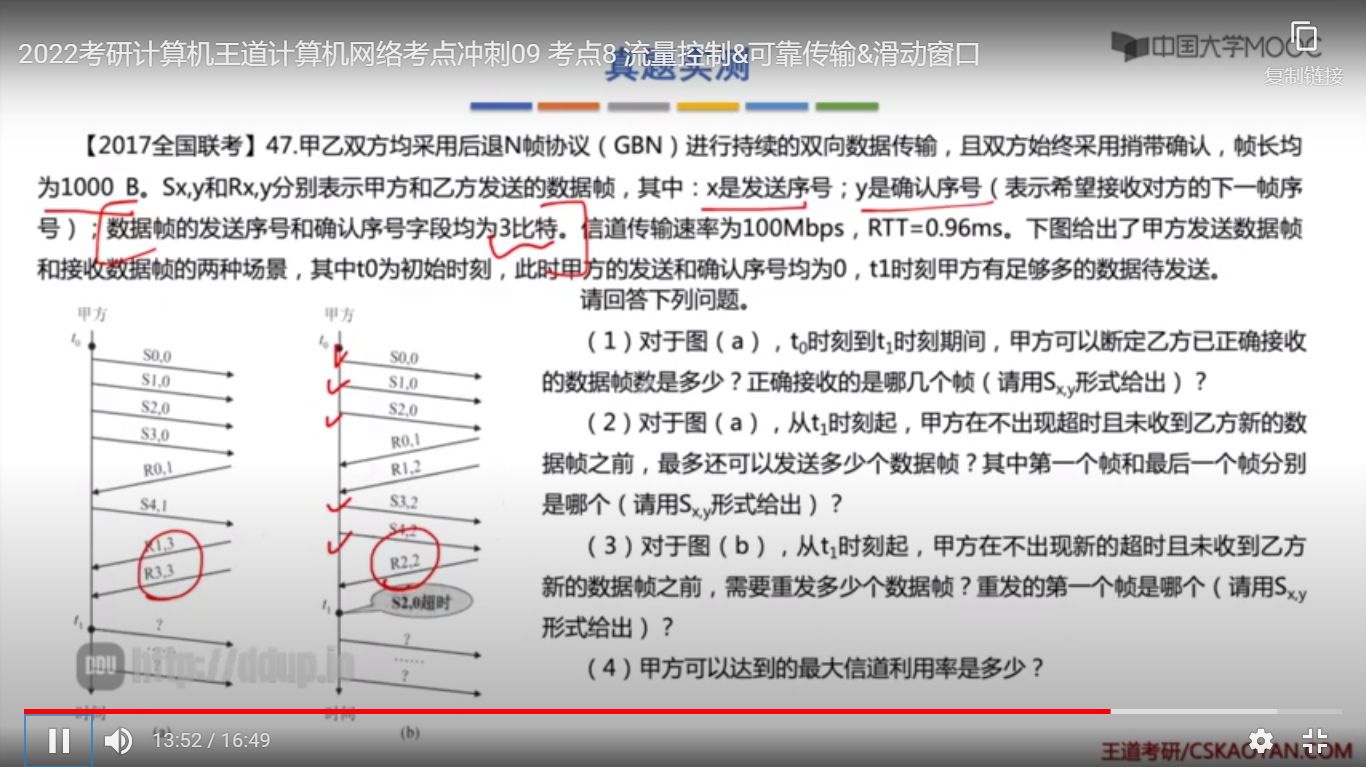 2022考研计算机王道计算机网络考点冲刺09 考点8 流量控制&可靠传输&滑动窗口
真题实测
中国大学MOOC
复制链接
【2017全国联考】47.甲乙双方均采用后退N帧协议（GBN）进行持续的双向数据传输，且双方始终采用捎带确认，帧长均
为1000 B。Sx,y和Rx,y分别表示甲方和乙方发送的数据帧，其中：x是发送序号；y是确认序号（表示希望接收对方的下一帧序
号）；数据帧的发送序号和确认序号字段均为3比特。信道传输速率为100Mbps，RTT=0.96ms。下图给出了甲方发送数据帧
和接收数据帧的两种场景，其中t0为初始时刻，此时甲方的发送和确认序号均为0，t1时刻甲方有足够多的数据待发送。
请回答下列问题。
（1）对于图（a），t0时刻到t1时刻期间，甲方可以断定乙方已正确接收
的数据帧数是多少？正确接收的是哪几个帧（请用Sx,y形式给出）？
（2）对于图（a），从t1时刻起，甲方在不出现超时且未收到乙方新的数
据帧之前，最多还可以发送多少个数据帧？其中第一个帧和最后一个帧分别
是哪个（请用Sx,y形式给出）？
（3）对于图（b），从t1时刻起，甲方在不出现新的超时且未收到乙方
新的数据帧之前，需要重发多少个数据帧？重发的第一个帧是哪个（请用Sx,y
形式给出）？
（4）甲方可以达到的最大信道利用率是多少？
甲方
t0
S0,0
S1,0
S2,0
S3,0
R0,1
S4,1
R1,3
R3,3
t1
?
……
?
时间
(a)
甲方
t0
S0,0
S1,0
S2,0
R0,1
R1,2
S3,2
S4,2
R2,2
S2,0超时
t1
?
……
?
时间
(b)
DDU http://ddup.io
13:52 / 16:49
王道考研/CSKAOYAN.COM